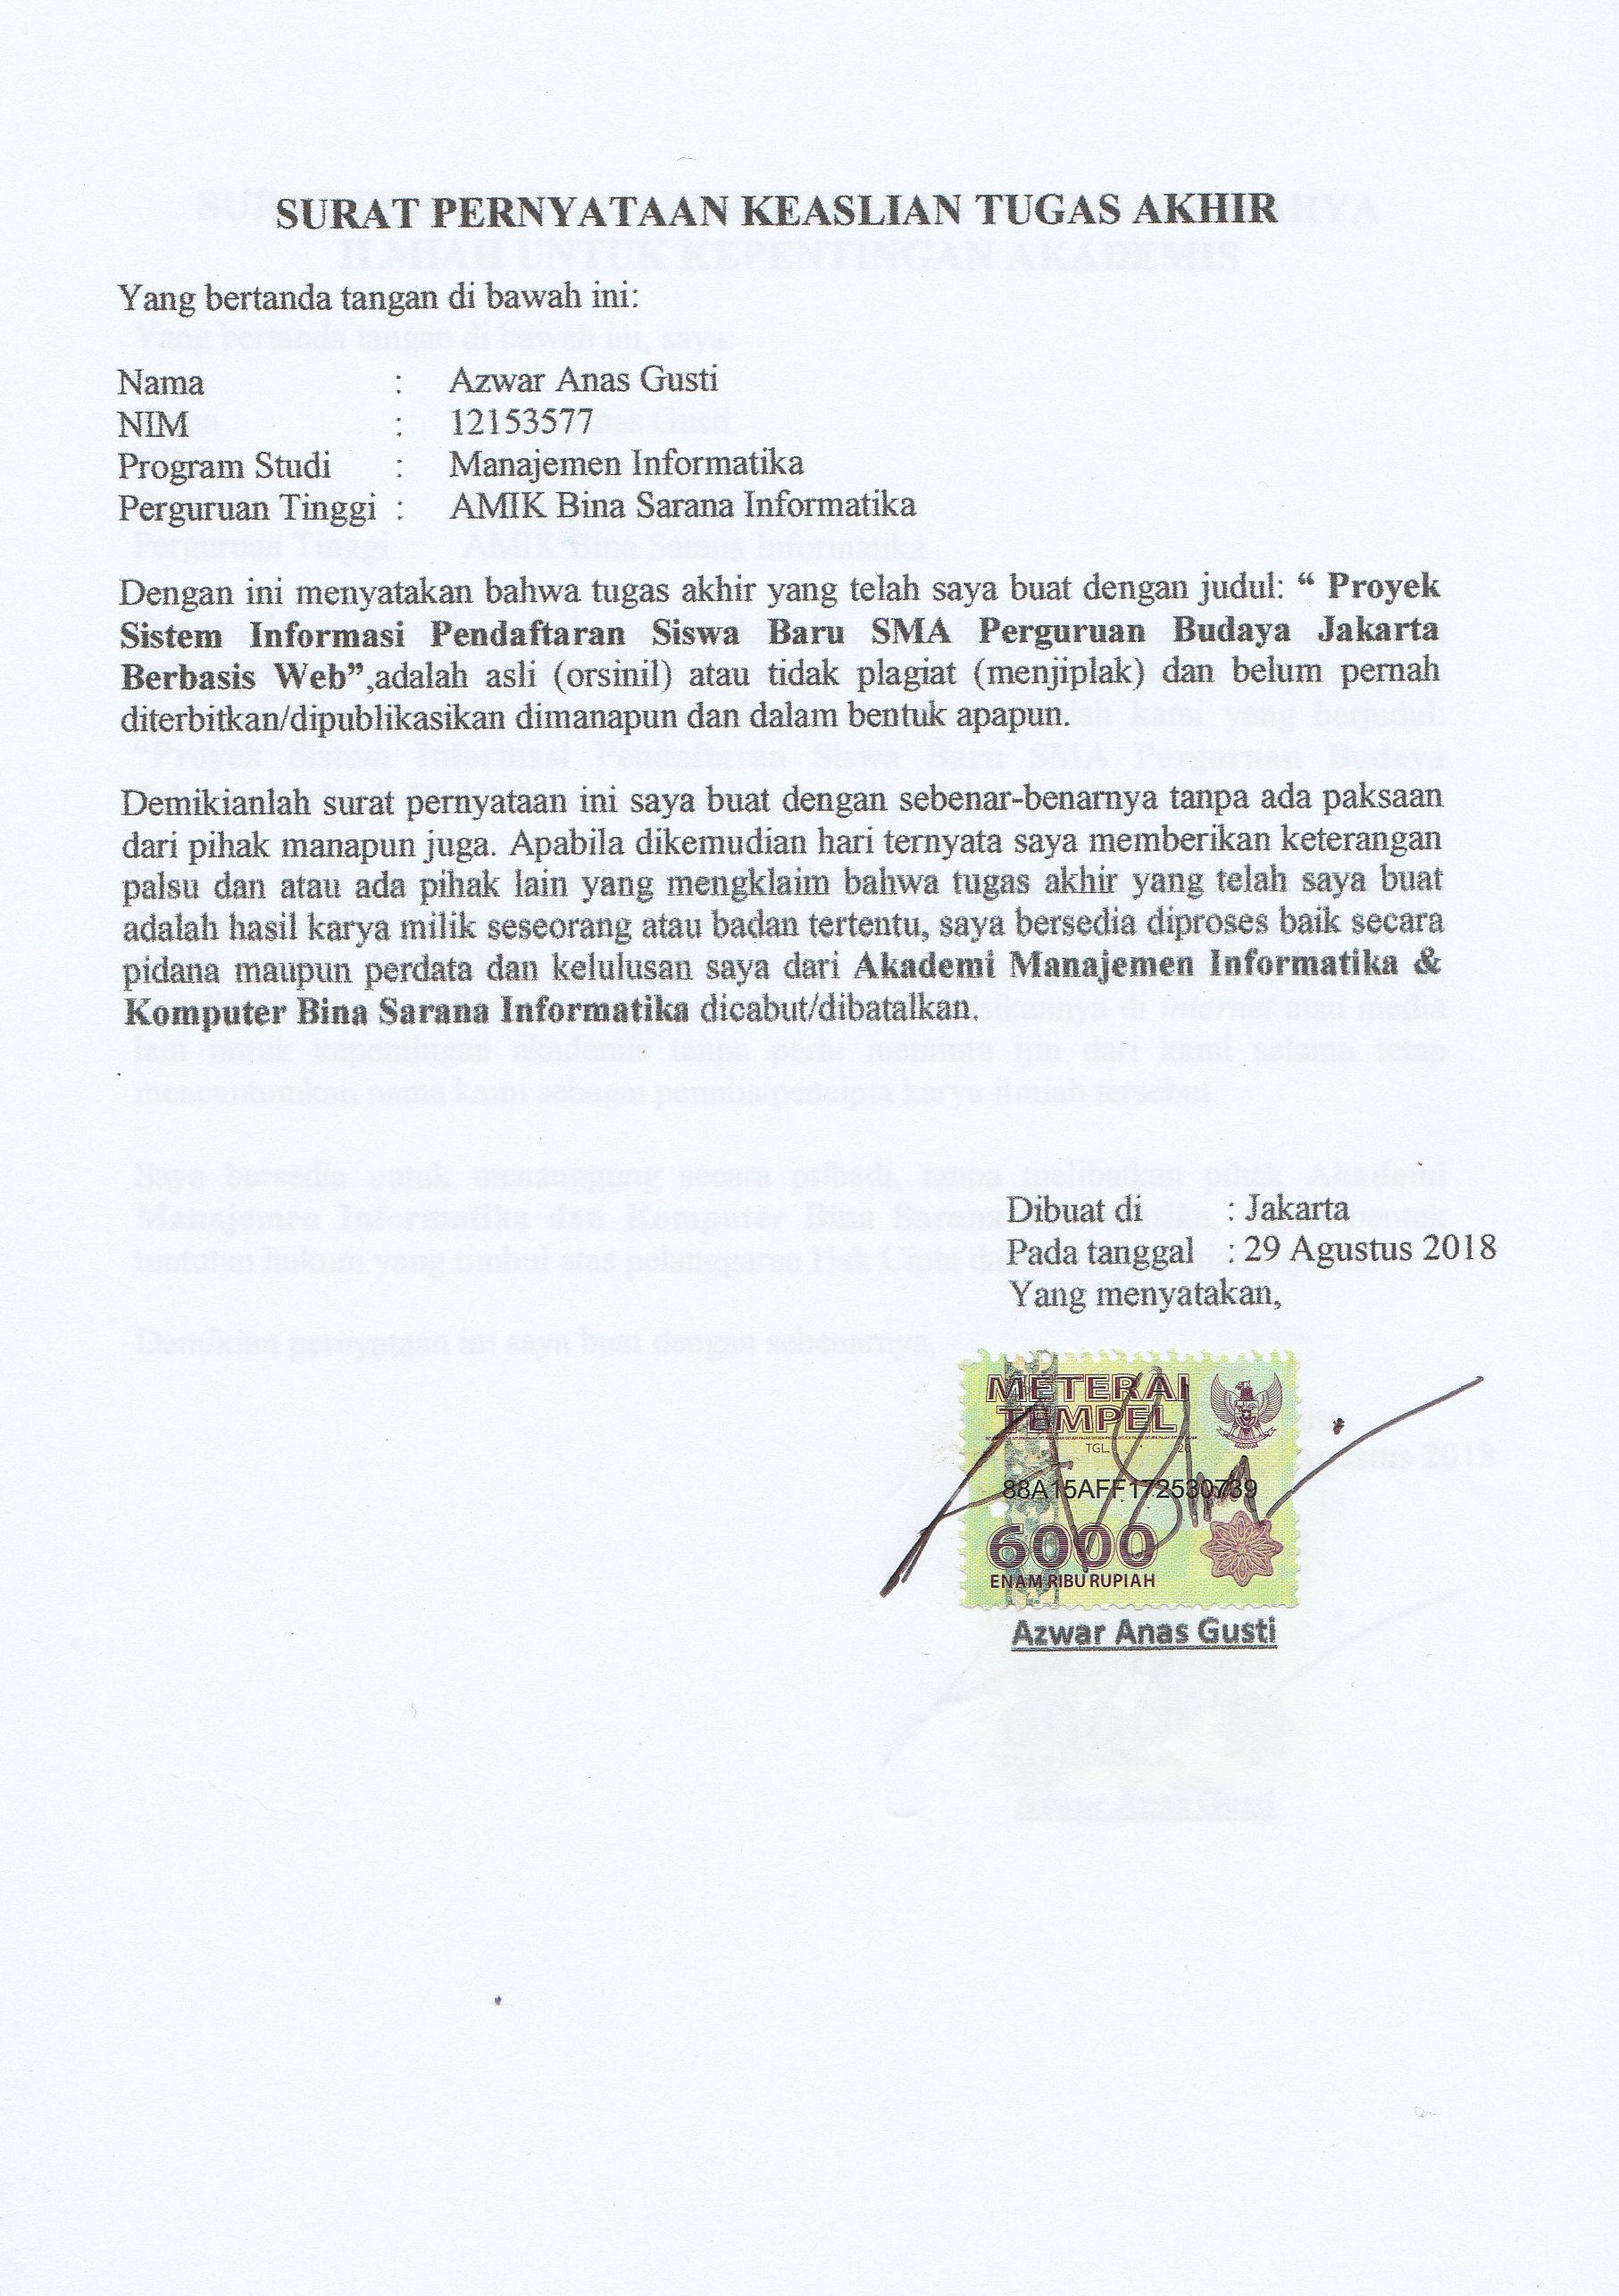 SURAT PERNYATAAN KEASLIAN TUGAS AKHIR
Yang bertanda tangan di bawah ini:
Nama : Azwar Anas Gusti
NIM : 12153577
Program Studi : Manajemen Informatika
Perguruan Tinggi : AMIK Bina Sarana Informatika
Dengan ini menyatakan bahwa tugas akhir yang telah saya buat dengan judul: “ Proyek
Sistem Informasi Pendaftaran Siswa Baru SMA Perguruan Budaya Jakarta
Berbasis Web”,adalah asli (orsinil) atau tidak plagiat (menjiplak) dan belum pernah
diterbitkan/dipublikasikan dimanapun dan dalam bentuk apapun.
Demikianlah surat pernyataan ini saya buat dengan sebenar-benarnya tanpa ada paksaan
dari pihak manapun juga. Apabila dikemudian hari ternyata saya memberikan keterangan
palsu dan atau ada pihak lain yang mengklaim bahwa tugas akhir yang telah saya buat
adalah hasil karya milik seseorang atau badan tertentu, saya bersedia diproses baik secara
pidana maupun perdata dan kelulusan saya dari Akademi Manajemen Informatika &
Komputer Bina Sarana Informatika dicabut/dibatalkan.
Dibuat di : Jakarta
Pada tanggal : 29 Agustus 2018
Yang menyatakan,
METERAI
TEMPEL
TGL. 20
88A15AFF172530739
6000
ENAM RIBU RUPIAH
Azwar Anas Gusti